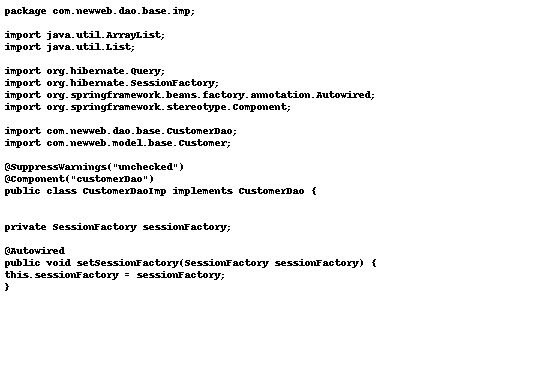 package com.newweb.dao.base.imp;
import java.util.ArrayList;
import java.util.List;
import org.hibernate.Query;
import org.hibernate.SessionFactory;
import org.springframework.beans.factory.annotation.Autowired;
import org.springframework.stereotype.Component;
import com.newweb.dao.base.CustomerDao;
import com.newweb.model.base.Customer;
@SuppressWarnings("unchecked")
@Component("customerDao")
public class CustomerDaoImp implements CustomerDao {
private SessionFactory sessionFactory;
@Autowired
public void setSessionFactory(SessionFactory sessionFactory) {
this.sessionFactory = sessionFactory;
}